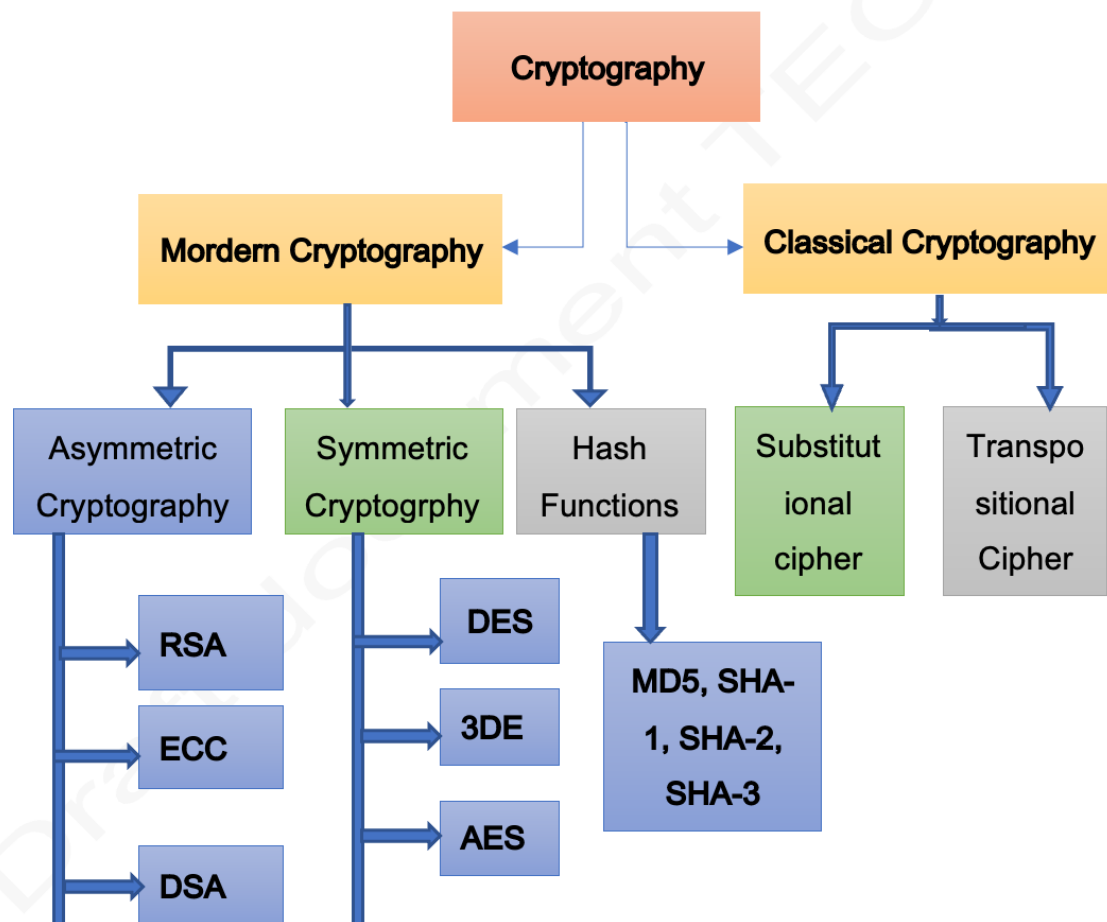 Cryptography
Mordern Cryptography
Classical Cryptography
Asymmetric
Cryptography
Symmetric
Cryptogrphy
Hash
Functions
Substitut
ional
cipher
Transpo
sitional
Cipher
RSA
ECC
DSA
DES
3DE
AES
MD5, SHA-
1, SHA-2,
SHA-3